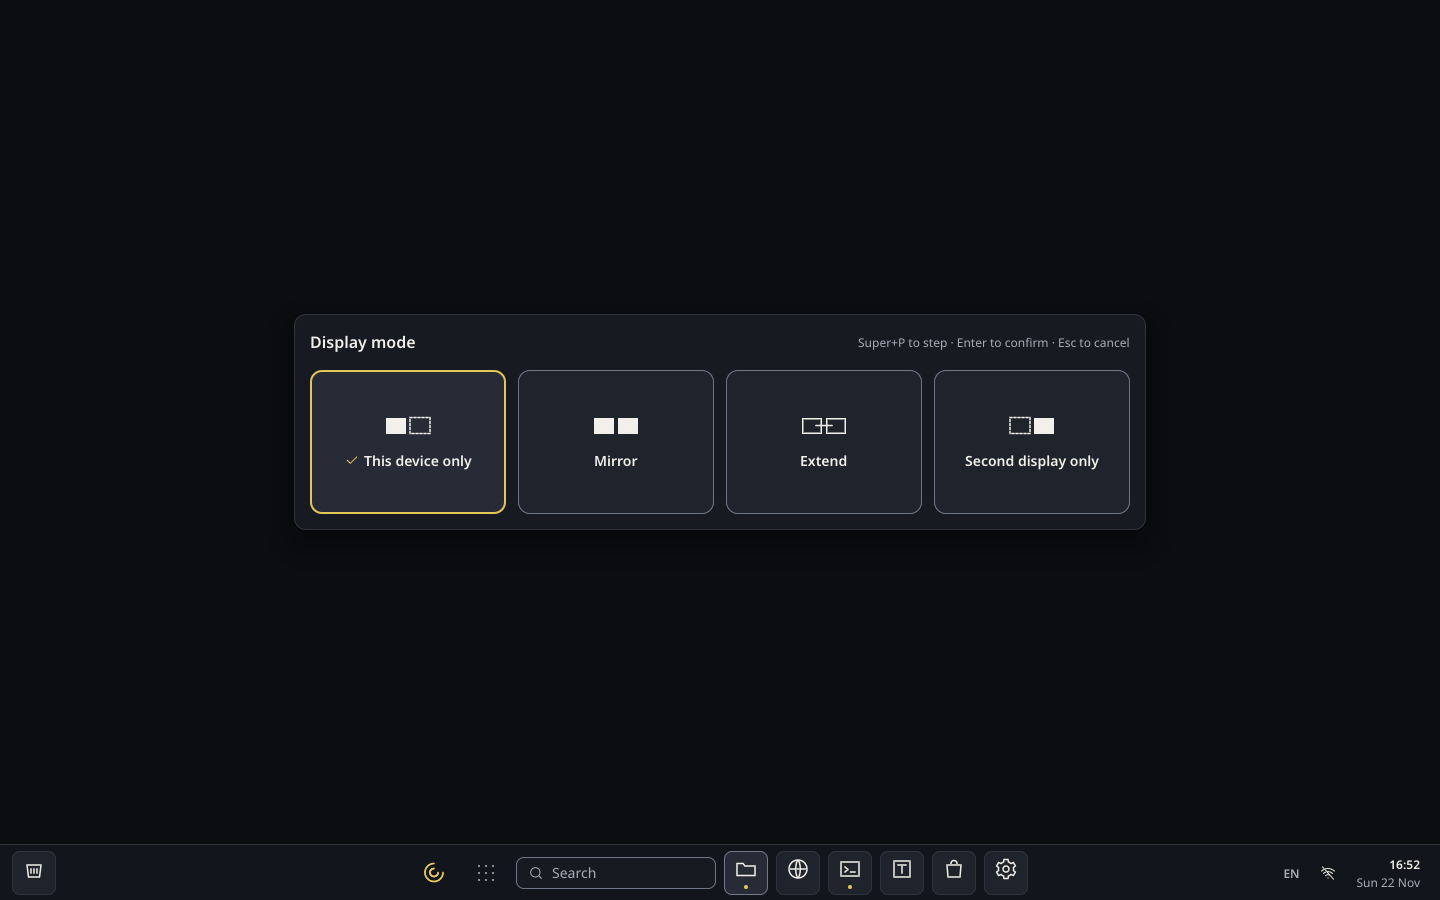 Display mode
Super+P to step · Enter to confirm · Esc to cancel
This device only
Mirror
Extend
Second display only
Search
EN
16:52
Sun 22 Nov